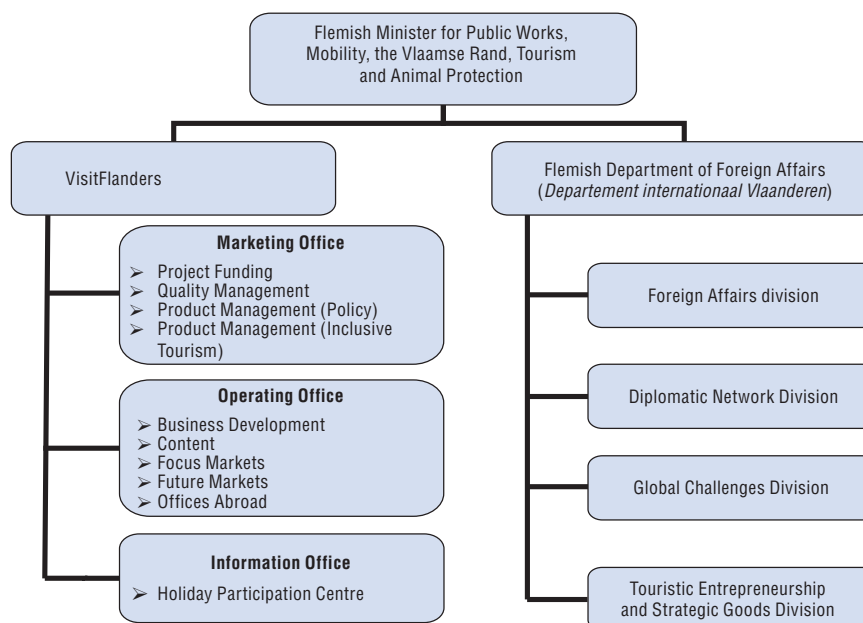 Flemish Minister for Public Works,
Mobility, the Vlaamse Rand, Tourism
and Animal Protection
VisitFlanders
Flemish Department of Foreign Affairs
(Departement internationaal Vlaanderen)
Marketing Office
➢ Project Funding
➢ Quality Management
➢ Product Management (Policy)
➢ Product Management (Inclusive
Tourism)
Operating Office
➢ Business Development
➢ Content
➢ Focus Markets
➢ Future Markets
➢ Offices Abroad
Information Office
➢ Holiday Participation Centre
Foreign Affairs division
Diplomatic Network Division
Global Challenges Division
Touristic Entrepreneurship
and Strategic Goods Division